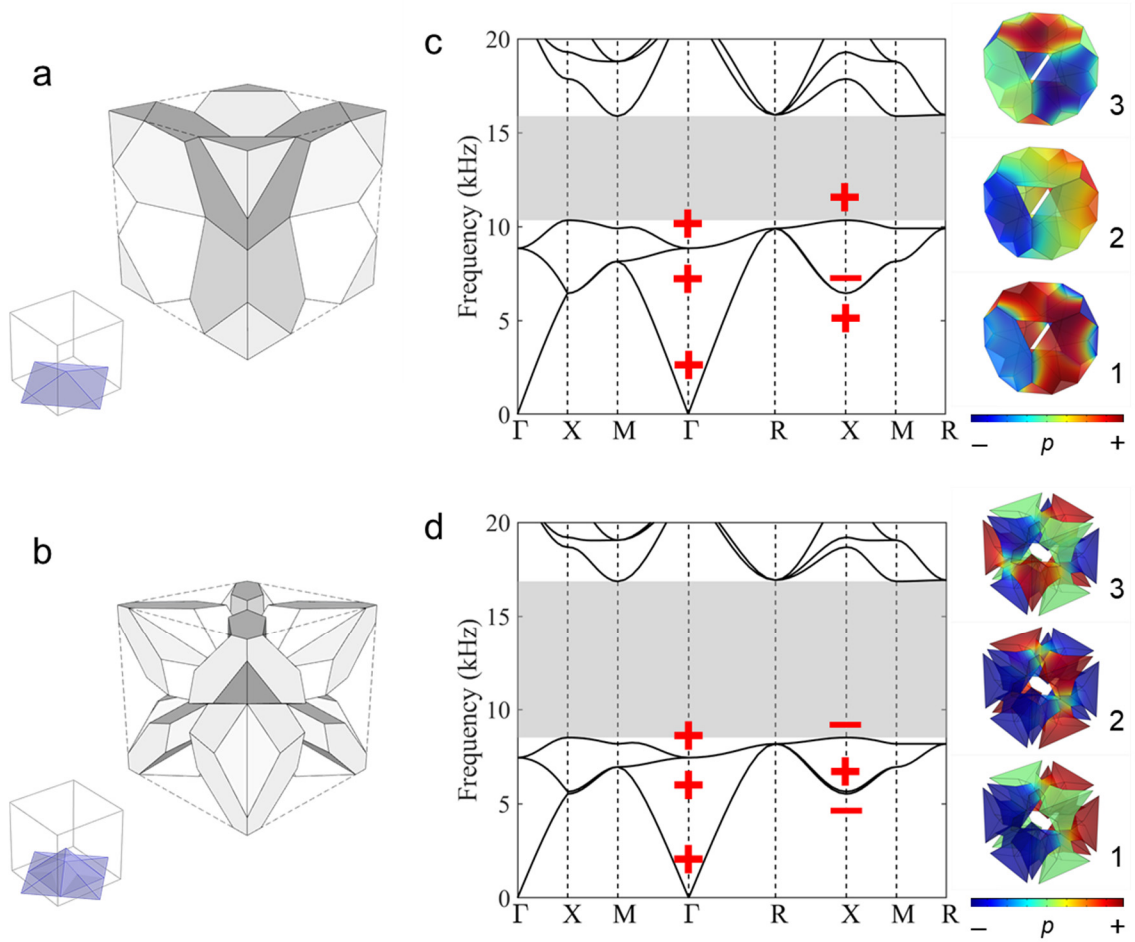 a
c
20
15
10
5
0
Frequency (kHz)
+
+
+
+
−
+
Γ X M Γ R X M R
3
2
1
− p +
b
d
20
15
10
5
0
Frequency (kHz)
+
+
+
−
+
−
Γ X M Γ R X M R
3
2
1
− p +